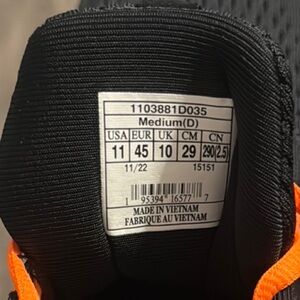 1103881D035
Medium(D)
USA EUR UK CM CN
11 45 10 29 290(2.5)
11/22 15151
1 95394 16577 7
MADE IN VIETNAM
FABRIQUE AU VIETNAM